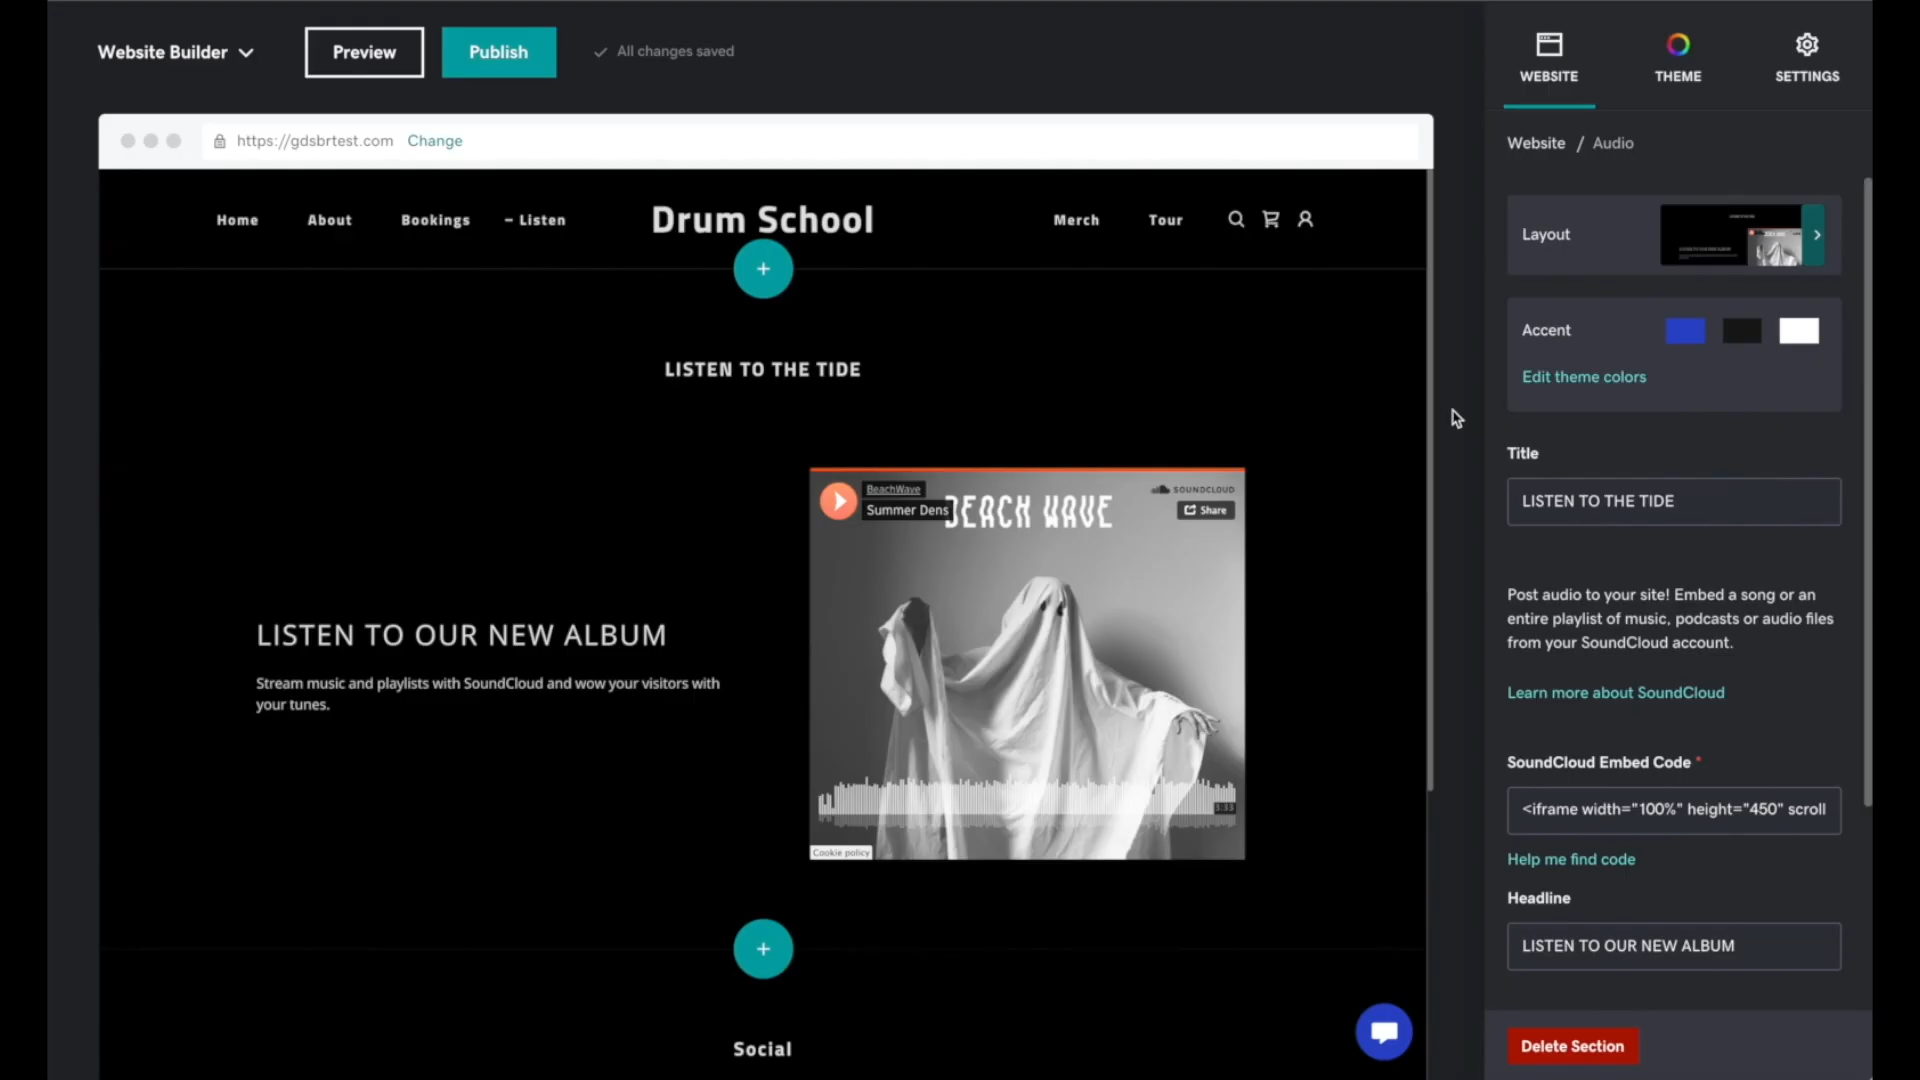 Website Builder
Preview
Publish
All changes saved
WEBSITE
THEME
SETTINGS
https://gdsbrtest.com Change
Home
About
Bookings
– Listen
Drum School
Merch
Tour
+
LISTEN TO THE TIDE
BeachWave
Summer Dens
BEACH WAVE
SOUNDCLOUD
Share
LISTEN TO OUR NEW ALBUM
Stream music and playlists with SoundCloud and wow your visitors with
your tunes.
Cookie policy
+
Social
Website / Audio
Layout
Accent
Edit theme colors
Title
LISTEN TO THE TIDE
Post audio to your site! Embed a song or an
entire playlist of music, podcasts or audio files
from your SoundCloud account.
Learn more about SoundCloud
SoundCloud Embed Code *
<iframe width="100%" height="450" scroll
Help me find code
Headline
LISTEN TO OUR NEW ALBUM
Delete Section